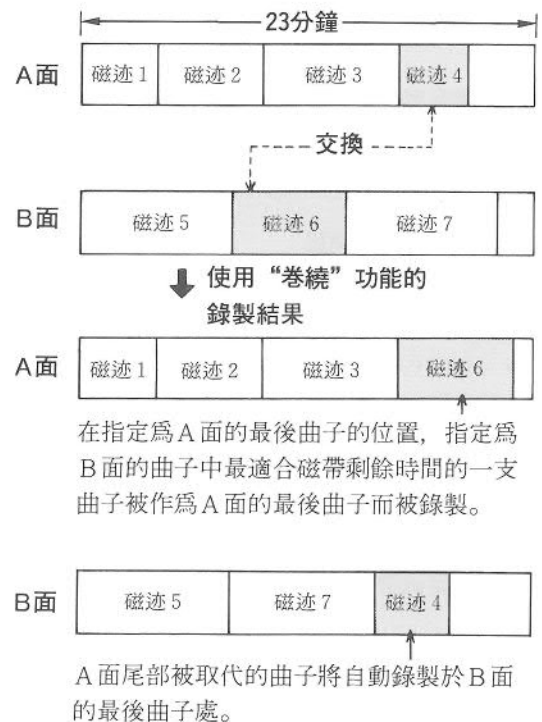 23分鐘
A面 磁迹1 磁迹2 磁迹3 磁迹4
交換
B面 磁迹5 磁迹6 磁迹7
使用“巻繞”功能的
錄製結果
A面 磁迹1 磁迹2 磁迹3 磁迹6
在指定爲A面的最後曲子的位置，指定爲
B面的曲子中最適合磁帶剩餘時間的一支
曲子被作爲A面的最後曲子而被錄製。
B面 磁迹5 磁迹7 磁迹4
A面尾部被取代的曲子將自動錄製於B面
的最後曲子處。